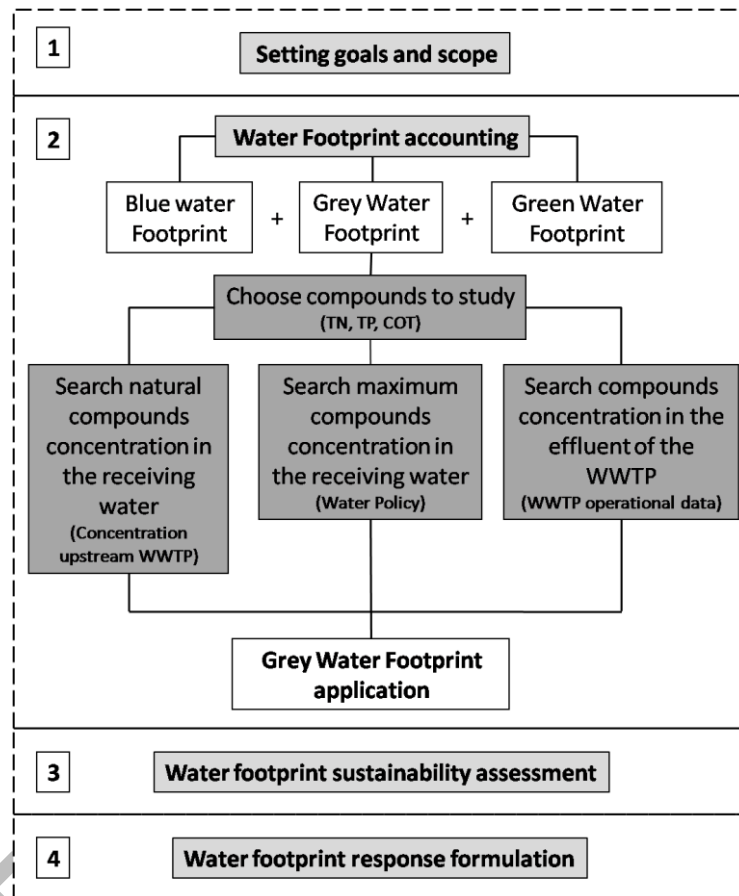 1
Setting goals and scope
2
Water Footprint accounting
Blue water
Footprint
+
Grey Water
Footprint
+
Green Water
Footprint
Choose compounds to study
(TN, TP, COT)
Search natural
compounds
concentration in
the receiving
water
(Concentration
upstream WWTP)
Search maximum
compounds
concentration in
the receiving water
(Water Policy)
Search compounds
concentration in the
effluent of the
WWTP
(WWTP operational data)
Grey Water Footprint
application
3
Water footprint sustainability assessment
4
Water footprint response formulation